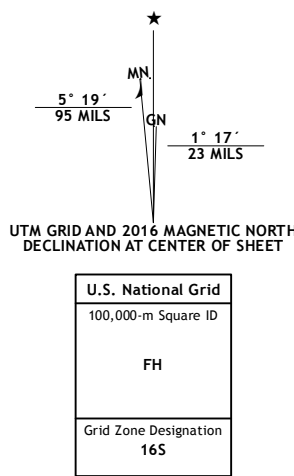 ★
MN.
5° 19´
95 MILS
GN
1° 17´
23 MILS
UTM GRID AND 2016 MAGNETIC NORTH
DECLINATION AT CENTER OF SHEET
U.S. National Grid
100,000-m Square ID
FH
Grid Zone Designation
16S